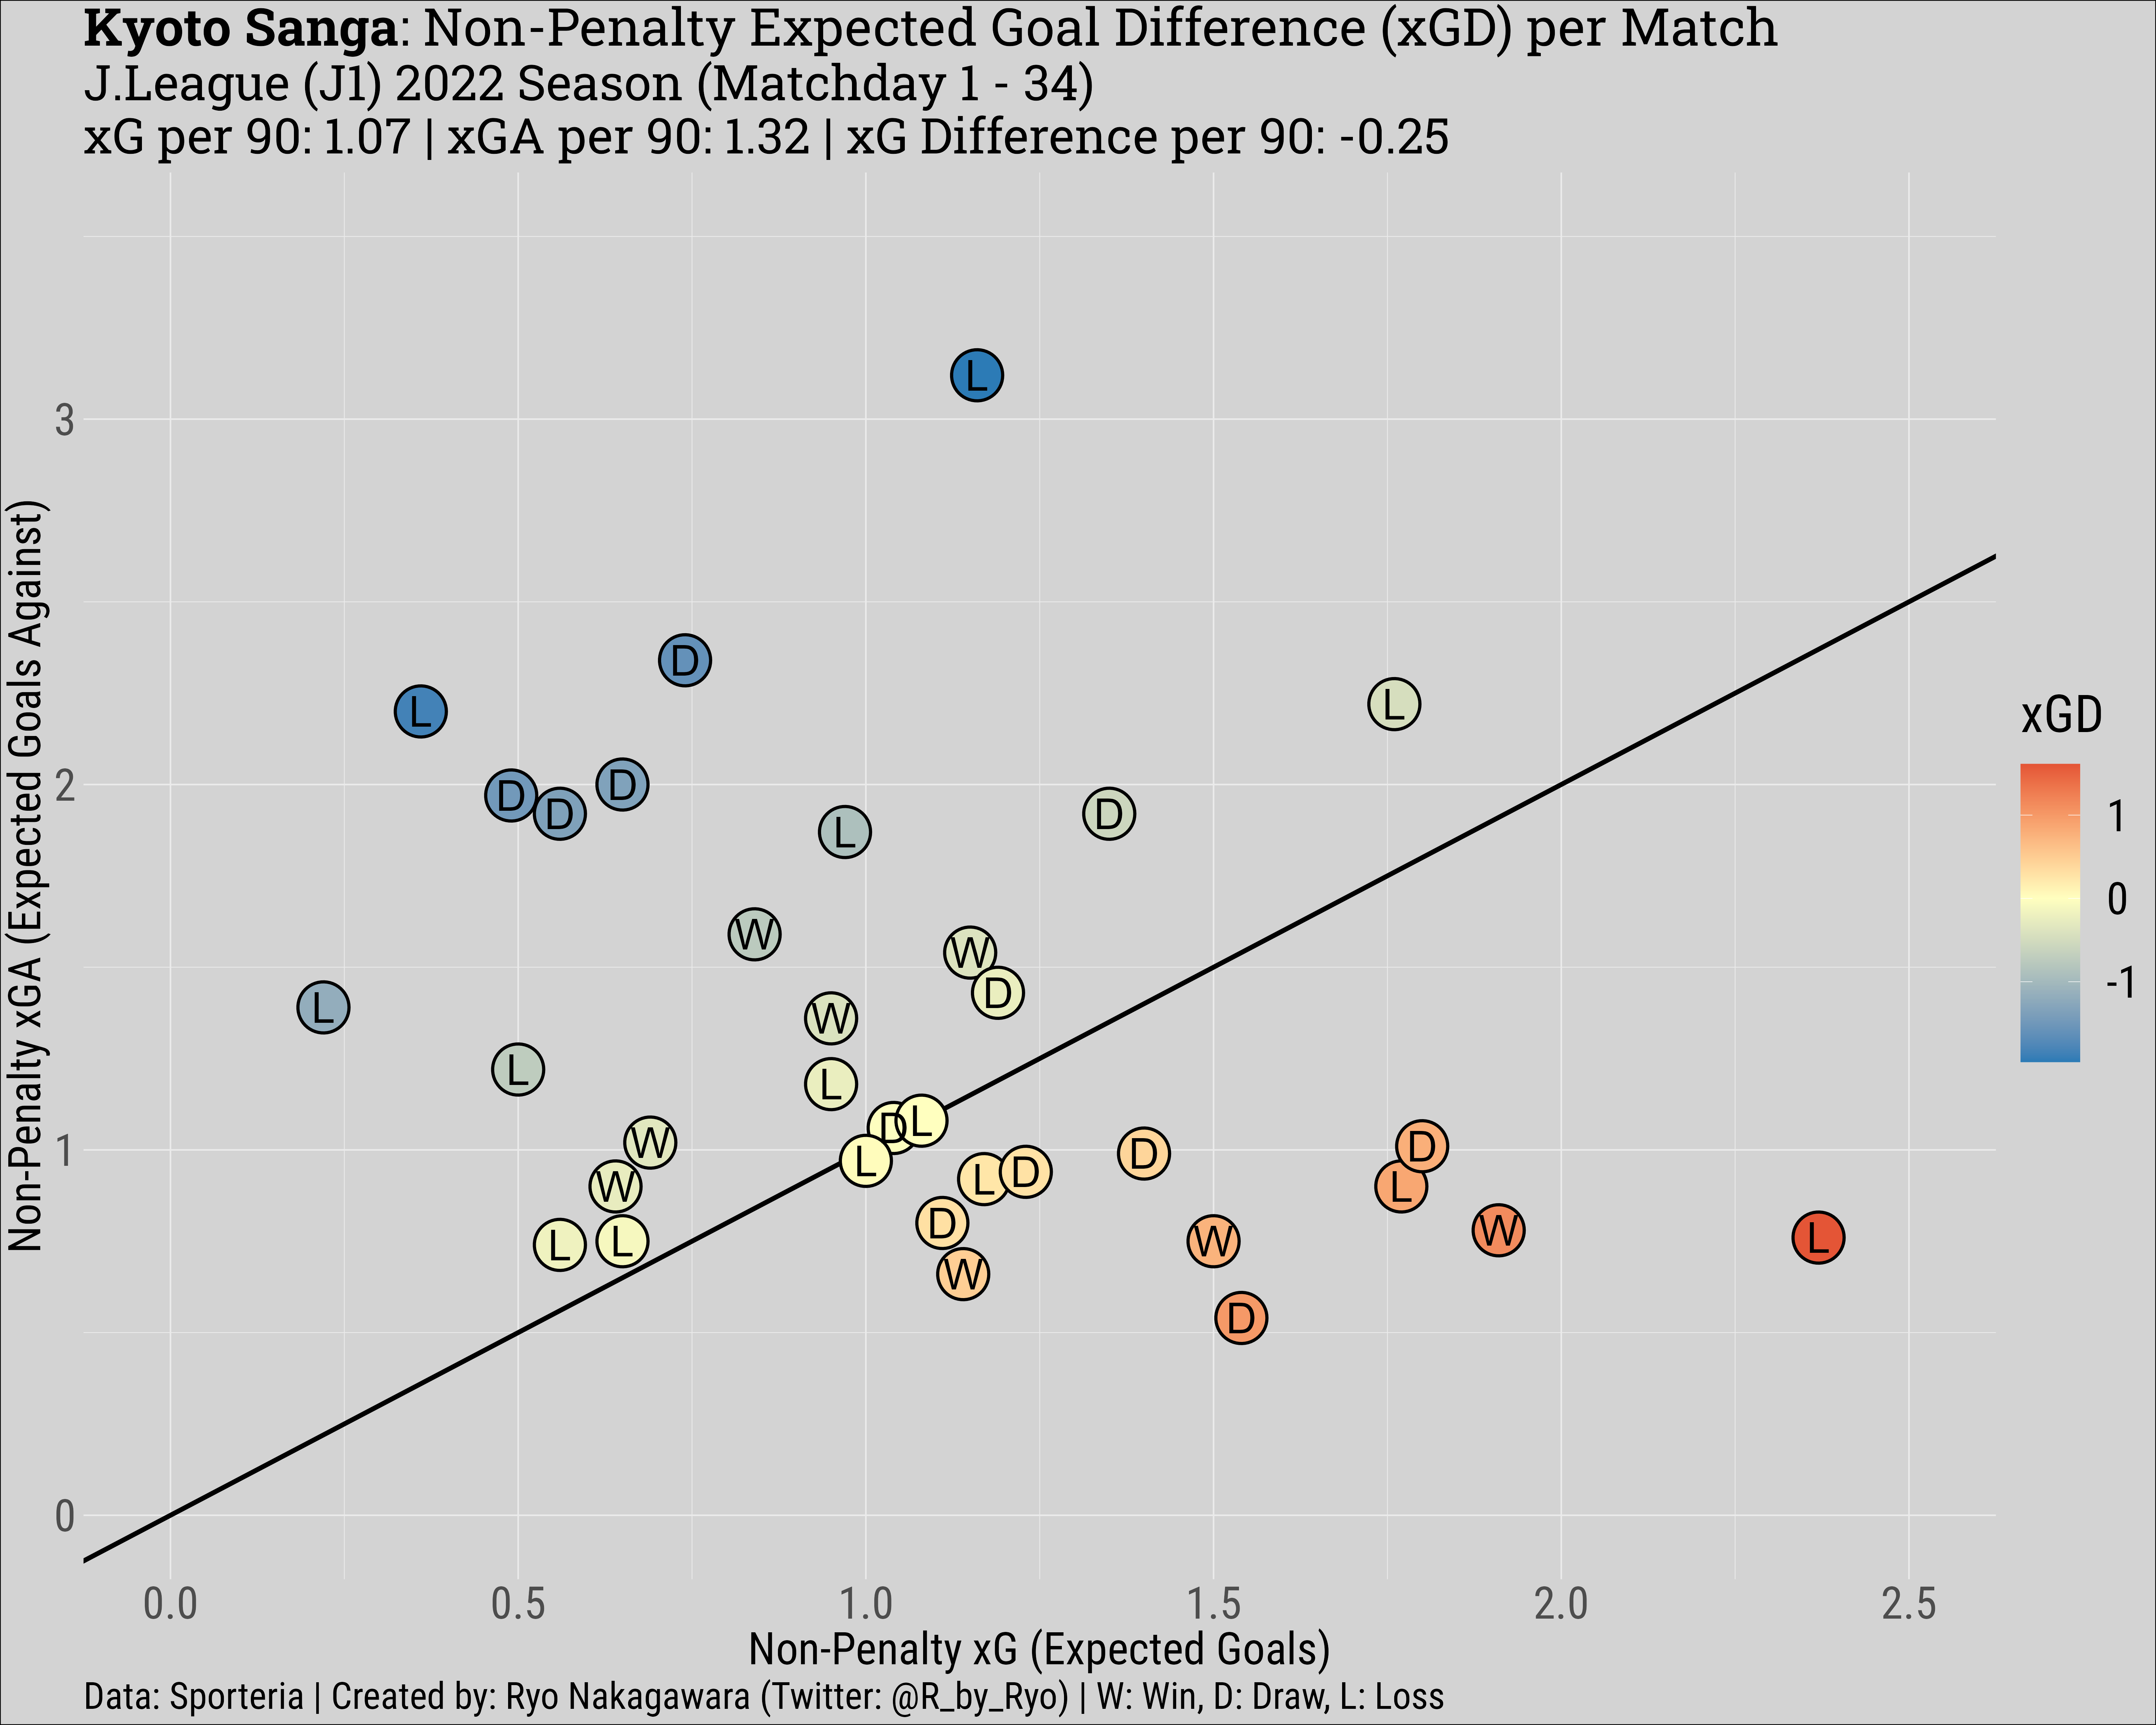 Kyoto Sanga: Non-Penalty Expected Goal Difference (xGD) per Match
J.League (J1) 2022 Season (Matchday 1 - 34)
xG per 90: 1.07 | xGA per 90: 1.32 | xG Difference per 90: -0.25
Non-Penalty xGA (Expected Goals Against)
3
2
1
0
L
D
L
L
D
D
D
D
L
W
W
D
L
W
L
L
D
L
W
L
D
L
D
D
L
W
D
L
L
D
W
W
W
L
W
D
xGD
1
0
-1
0.0
0.5
1.0
1.5
2.0
2.5
Non-Penalty xG (Expected Goals)
Data: Sporteria | Created by: Ryo Nakagawara (Twitter: @R_by_Ryo) | W: Win, D: Draw, L: Loss